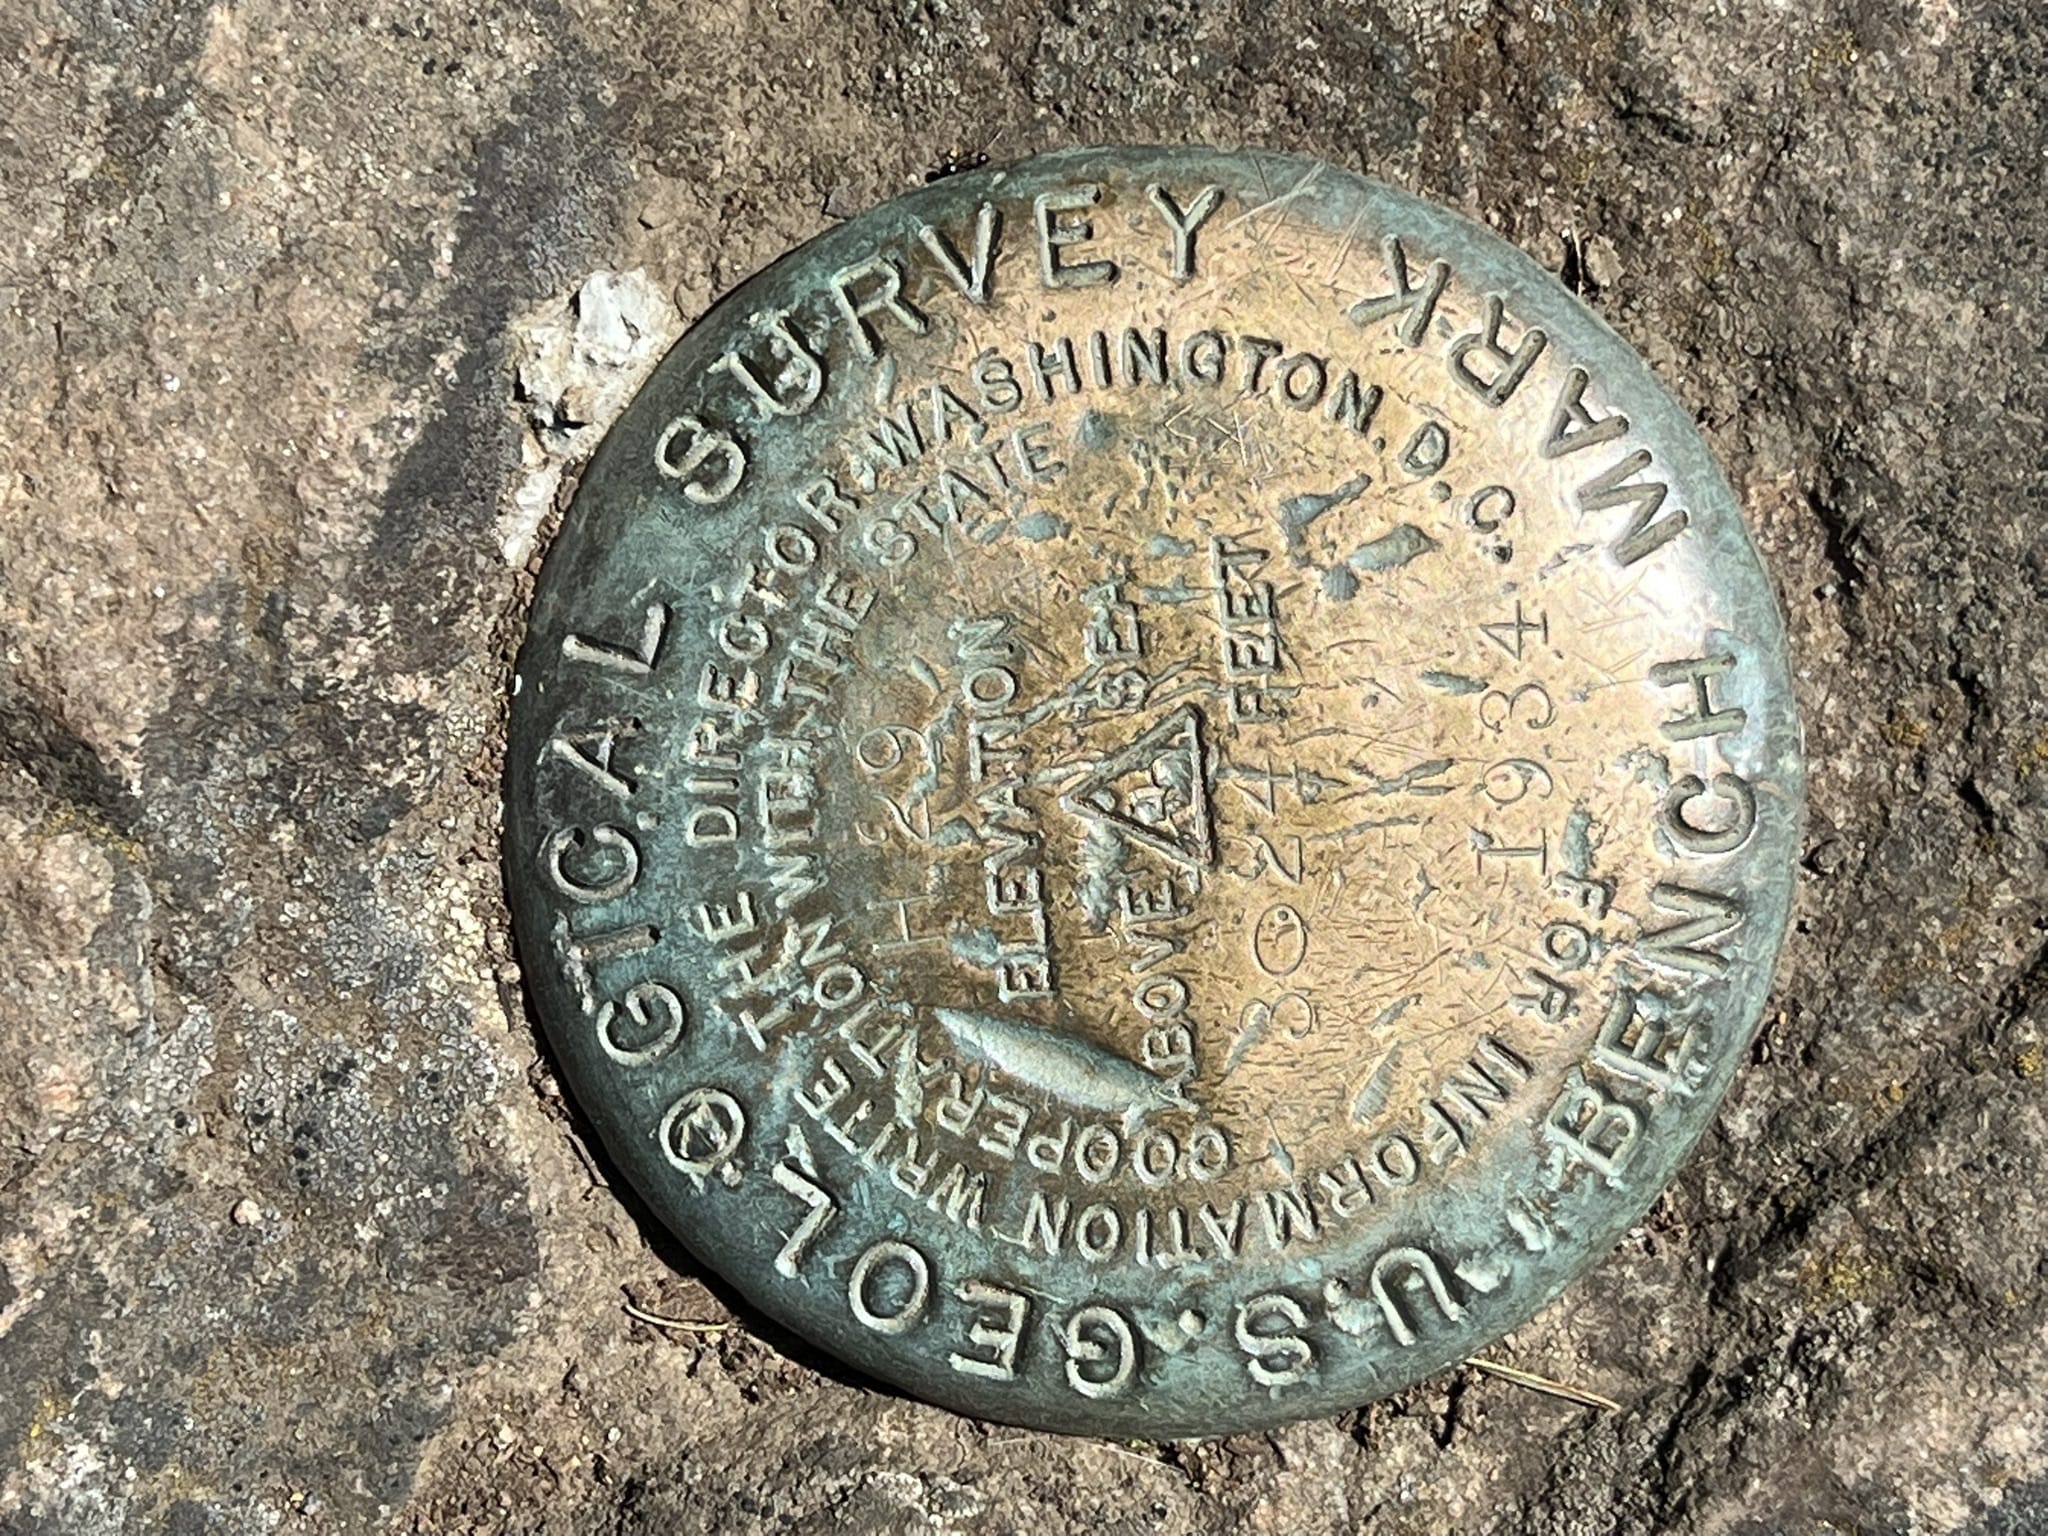 U.S. GEOLOGICAL SURVEY
BENCH MARK
FOR INFORMATION WRITE THE DIRECTOR, WASHINGTON, D.C.
COOPERATION WITH THE STATE
H 29
ELEVATION
ABOVE SEA
3024 FEET
1934